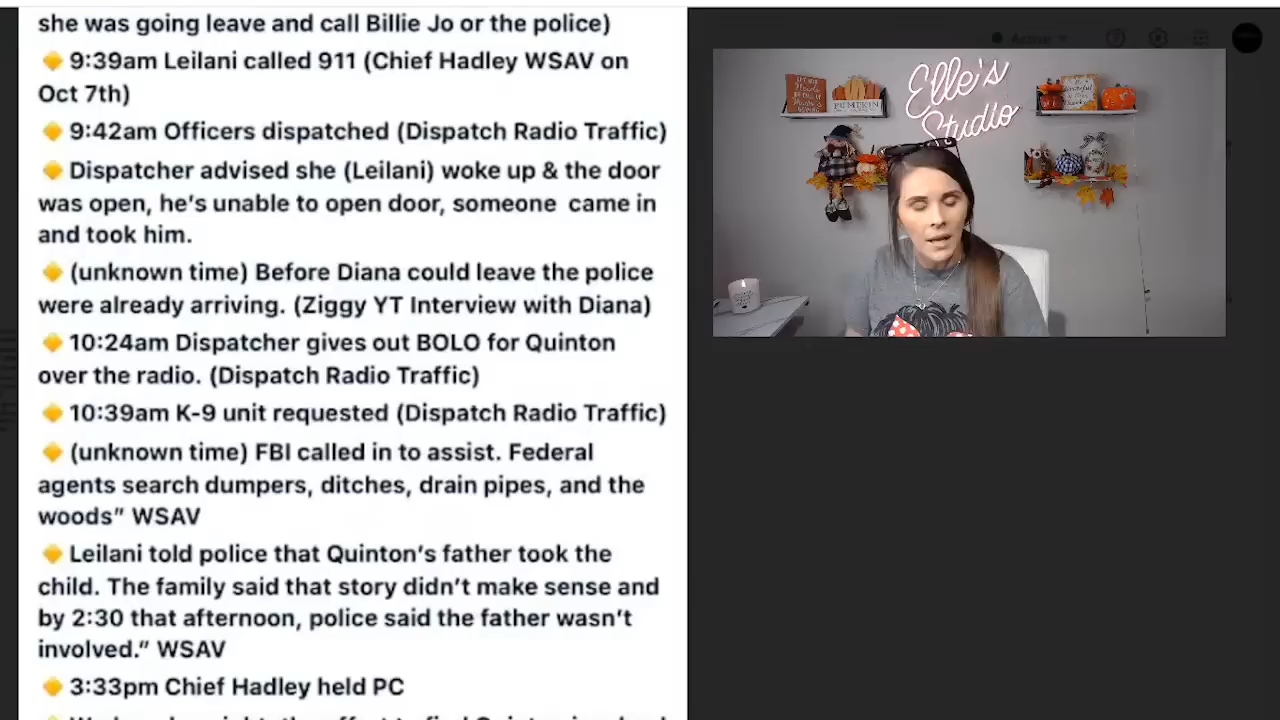 she was going leave and call Billie Jo or the police)
9:39am Leilani called 911 (Chief Hadley WSAV on
Oct 7th)
9:42am Officers dispatched (Dispatch Radio Traffic)
Dispatcher advised she (Leilani) woke up & the door
was open, he's unable to open door, someone came in
and took him.
(unknown time) Before Diana could leave the police
were already arriving. (Ziggy YT Interview with Diana)
10:24am Dispatcher gives out BOLO for Quinton
over the radio. (Dispatch Radio Traffic)
10:39am K-9 unit requested (Dispatch Radio Traffic)
(unknown time) FBI called in to assist. Federal
agents search dumpers, ditches, drain pipes, and the
woods” WSAV
Leilani told police that Quinton's father took the
child. The family said that story didn't make sense and
by 2:30 that afternoon, police said the father wasn't
involved.” WSAV
3:33pm Chief Hadley held PC
Active
Elle's
Studio
PUMPKIN